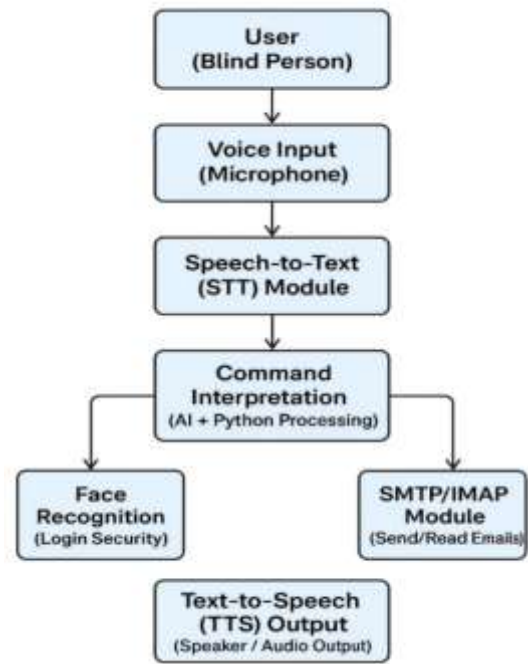 User
(Blind Person)
Voice Input
(Microphone)
Speech-to-Text
(STT) Module
Command
Interpretation
(AI + Python Processing)
Face
Recognition
(Login Security)
SMTP/IMAP
Module
(Send/Read Emails)
Text-to-Speech
(TTS) Output
(Speaker / Audio Output)